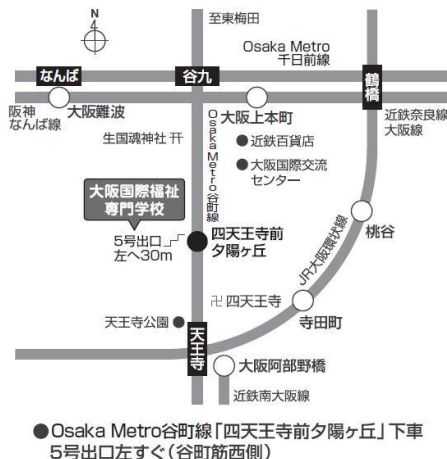 至東梅田
N
Osaka Metro
千日前線
なんば
谷九
鶴橋
阪神
なんば線
大阪難波
大阪上本町
近鉄奈良線
大阪線
生国魂神社
●近鉄百貨店
●大阪国際交流
センター
Osaka Metro谷町線
大阪国際福祉
専門学校
5号出口
左へ30m
四天王寺前
夕陽ヶ丘
桃谷
JR大阪環状線
卍四天王寺
寺田町
天王寺公園●
天王寺
大阪阿部野橋
近鉄南大阪線
●Osaka Metro谷町線「四天王寺前夕陽ヶ丘」下車
5号出口左すぐ(谷町筋西側)